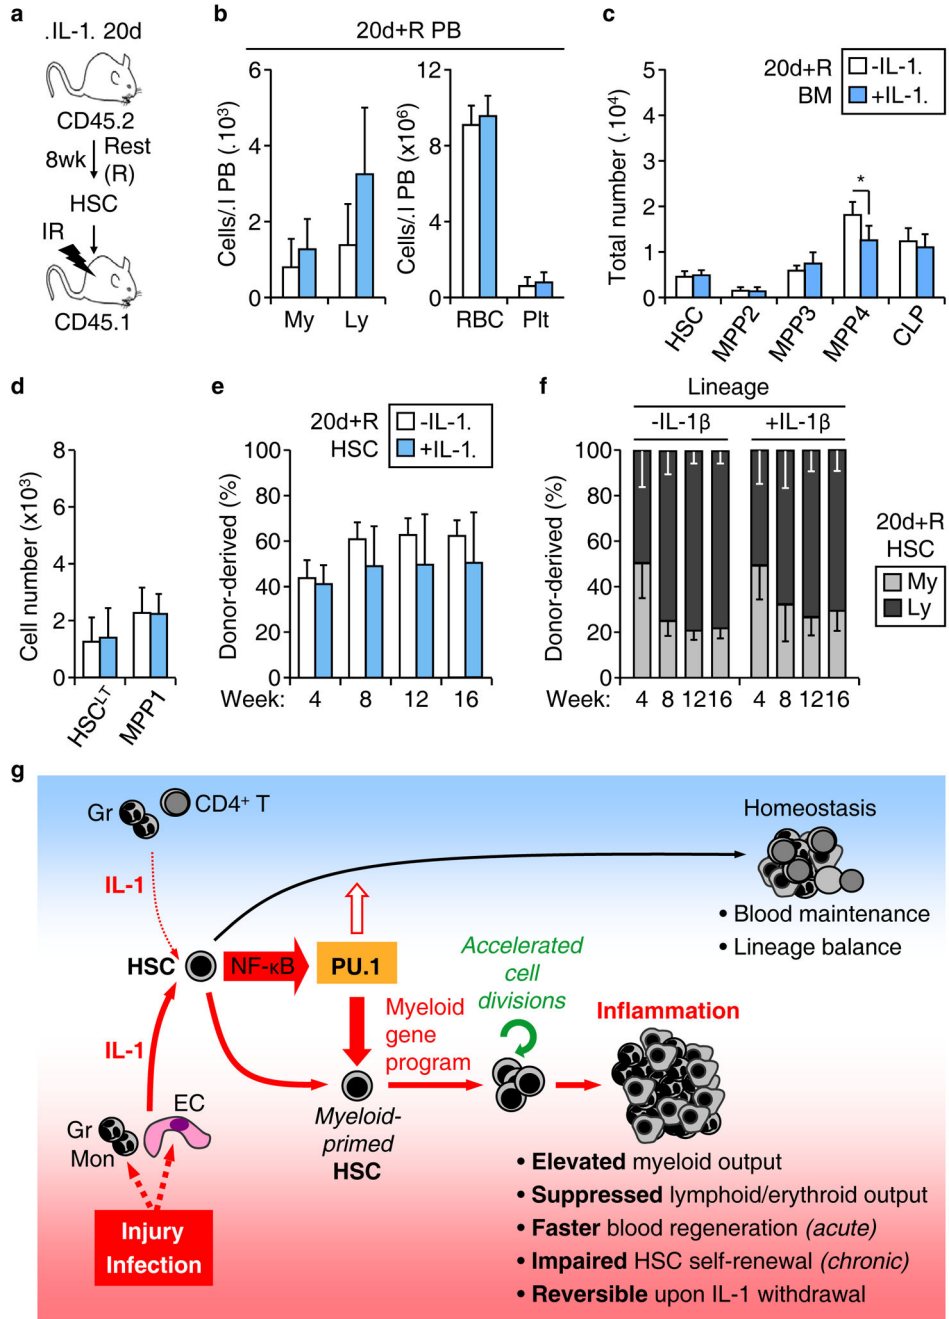 a
.IL-1. 20d
CD45.2
8wk
Rest
(R)
HSC
IR
CD45.1
b
20d+R PB
Cells/.l PB (.10³)
6
4
2
0
My Ly
Cells/.l PB (x10⁶)
12
8
4
0
RBC Plt
c
20d+R
BM
-IL-1.
+IL-1.
Total number (.10⁴)
5
4
3
2
1
0
*
HSC
MPP2
MPP3
MPP4
CLP
d
Cell number (x10³)
8
6
4
2
0
HSCᴸᵀ
MPP1
e
20d+R
HSC
-IL-1.
+IL-1.
Donor-derived (%)
100
80
60
40
20
0
Week: 4 8 12 16
f
Lineage
-IL-1β +IL-1β
Donor-derived (%)
100
80
60
40
20
0
Week: 4 8 12 16 4 8 12 16
20d+R
HSC
My
Ly
g
Gr
CD4⁺ T
IL-1
HSC
NF-κB
PU.1
Homeostasis
• Blood maintenance
• Lineage balance
IL-1
Gr
Mon
EC
Injury
Infection
Myeloid
gene
program
Myeloid-
primed
HSC
Accelerated
cell
divisions
Inflammation
• Elevated myeloid output
• Suppressed lymphoid/erythroid output
• Faster blood regeneration (acute)
• Impaired HSC self-renewal (chronic)
• Reversible upon IL-1 withdrawal